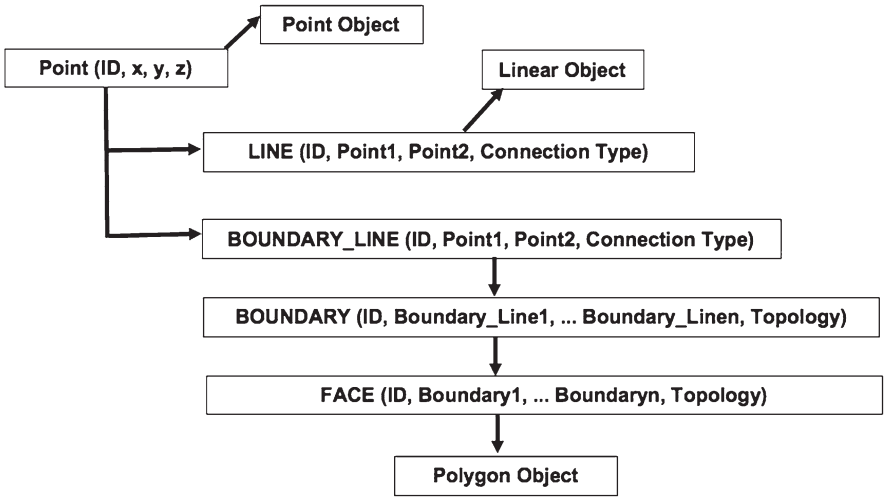 Point Object
Point (ID, x, y, z)
Linear Object
LINE (ID, Point1, Point2, Connection Type)
BOUNDARY_LINE (ID, Point1, Point2, Connection Type)
BOUNDARY (ID, Boundary_Line1, ... Boundary_Linen, Topology)
FACE (ID, Boundary1, ... Boundaryn, Topology)
Polygon Object